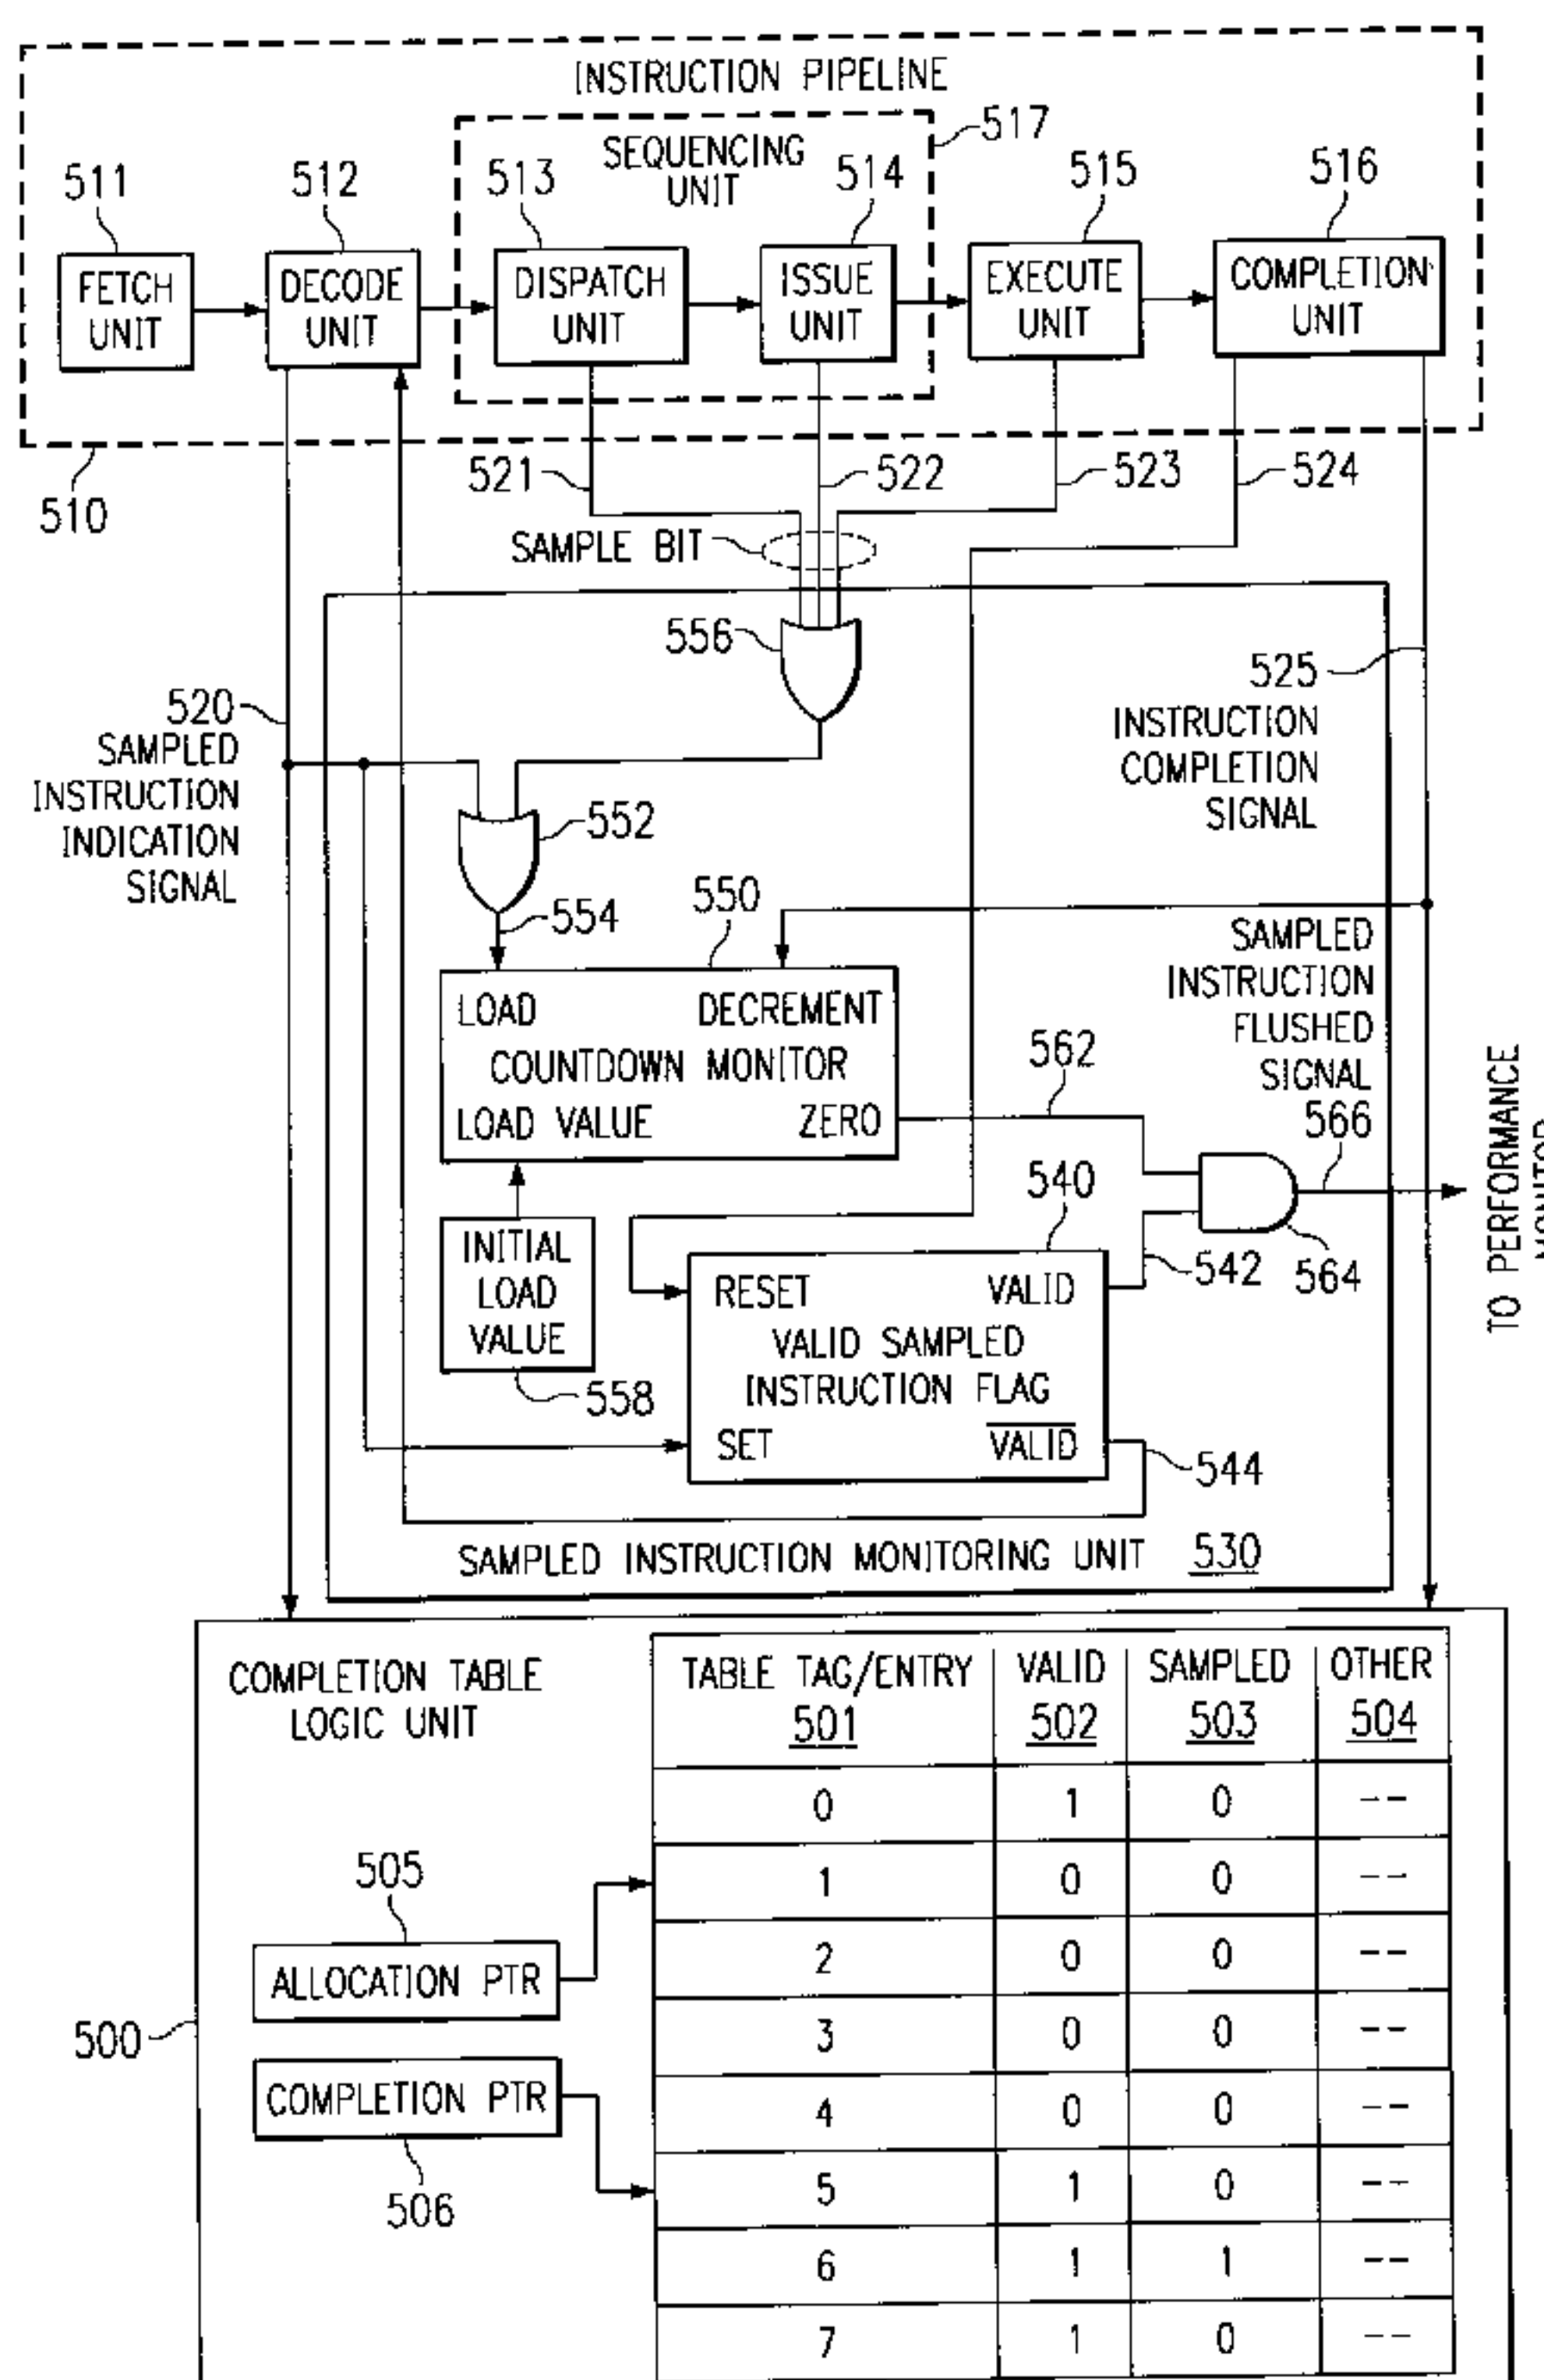 INSTRUCTION PIPELINE
SEQUENCING
UNIT
517
511
512
513
514
515
516
FETCH
UNIT
DECODE
UNIT
DISPATCH
UNIT
ISSUE
UNIT
EXECUTE
UNIT
COMPLETION
UNIT
510
521
522
523
524
SAMPLE BIT
556
525
INSTRUCTION
COMPLETION
SIGNAL
520
SAMPLED
INSTRUCTION
INDICATION
SIGNAL
552
554
550
SAMPLED
INSTRUCTION
FLUSHED
SIGNAL
566
LOAD DECREMENT
COUNTDOWN MONITOR
LOAD VALUE ZERO
562
TO PERFORMANCE
MONITOR
540
INITIAL
LOAD
VALUE
558
RESET VALID
VALID SAMPLED
INSTRUCTION FLAG
SET VALID
542
564
544
SAMPLED INSTRUCTION MONITORING UNIT 530
COMPLETION TABLE
LOGIC UNIT
TABLE TAG/ENTRY VALID SAMPLED OTHER
501 502 503 504
0 1 0 --
1 0 0 --
2 0 0 --
3 0 0 --
4 0 0 --
5 1 0 --
6 1 1 --
7 1 0 --
505
ALLOCATION PTR
500
COMPLETION PTR
506